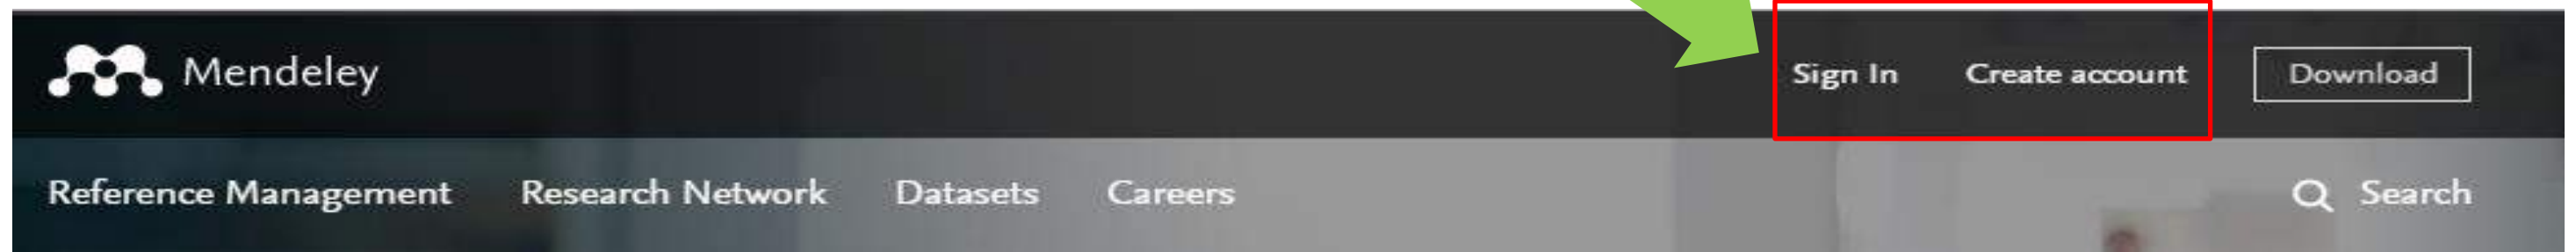 Mendeley Sign In Create account Download
Reference Management Research Network Datasets Careers Search